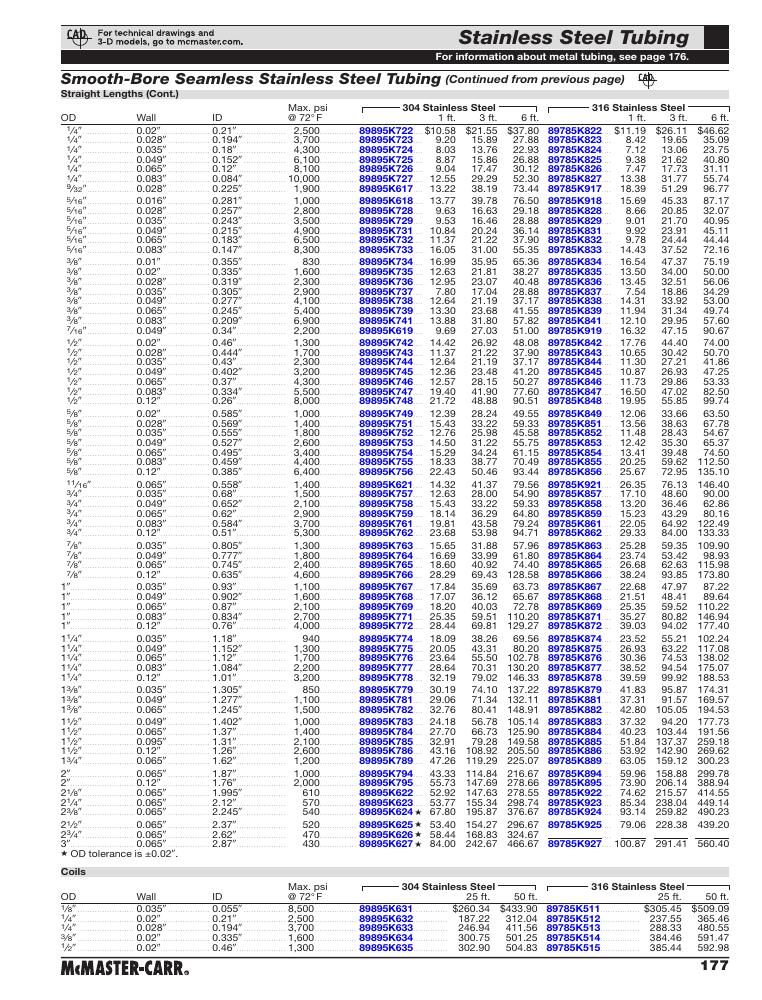 CAD For technical drawings and
3-D models, go to mcmaster.com.
Stainless Steel Tubing
For information about metal tubing, see page 176.
Smooth-Bore Seamless Stainless Steel Tubing (Continued from previous page) CAD
Straight Lengths (Cont.)
Max. psi 304 Stainless Steel 316 Stainless Steel
OD Wall ID @ 72° F 1 ft. 3 ft. 6 ft. 1 ft. 3 ft. 6 ft.
1/4" 0.02" 0.21" 2,500 89895K722 $10.58 $21.55 $37.80 89785K822 $11.19 $26.11 $46.62
1/4" 0.028" 0.194" 3,700 89895K723 9.20 15.89 27.88 89785K823 8.42 19.65 35.09
1/4" 0.035" 0.18" 4,300 89895K724 8.03 13.76 22.93 89785K824 7.12 13.06 23.75
1/4" 0.049" 0.152" 6,100 89895K725 8.87 15.86 26.88 89785K825 9.38 21.62 40.80
1/4" 0.065" 0.12" 8,100 89895K726 9.04 17.47 30.12 89785K826 7.47 17.73 31.11
1/4" 0.083" 0.084" 10,000 89895K727 12.55 29.29 52.30 89785K827 13.38 31.77 55.74
9/32" 0.028" 0.225" 1,900 89895K617 13.22 38.19 73.44 89785K917 18.39 51.29 96.77
5/16" 0.016" 0.281" 1,000 89895K618 13.77 39.78 76.50 89785K918 15.69 45.33 87.17
5/16" 0.028" 0.257" 2,800 89895K728 9.63 16.63 29.18 89785K828 8.66 20.85 32.07
5/16" 0.035" 0.243" 3,500 89895K729 9.53 16.46 28.88 89785K829 9.01 21.70 40.95
5/16" 0.049" 0.215" 4,900 89895K731 10.84 20.24 36.14 89785K831 9.92 23.91 45.11
5/16" 0.065" 0.183" 6,500 89895K732 11.37 21.22 37.90 89785K832 9.78 24.44 44.44
5/16" 0.083" 0.147" 8,300 89895K733 16.05 31.00 55.35 89785K833 14.43 37.52 72.16
3/8" 0.01" 0.355" 830 89895K734 16.99 35.95 65.36 89785K834 16.54 47.37 75.19
3/8" 0.02" 0.335" 1,600 89895K735 12.63 21.81 38.27 89785K835 13.50 34.00 50.00
3/8" 0.028" 0.319" 2,300 89895K736 12.95 23.07 40.48 89785K836 13.45 32.51 56.06
3/8" 0.035" 0.305" 2,900 89895K737 7.80 17.04 28.88 89785K837 7.54 18.86 34.29
3/8" 0.049" 0.277" 4,100 89895K738 12.64 21.19 37.17 89785K838 14.31 33.92 53.00
3/8" 0.065" 0.245" 5,400 89895K739 13.30 23.68 41.55 89785K839 11.94 31.34 49.74
3/8" 0.083" 0.209" 6,900 89895K741 13.88 31.80 57.82 89785K841 12.10 29.95 57.60
7/16" 0.049" 0.34" 2,200 89895K619 9.69 27.03 51.00 89785K919 16.32 47.15 90.67
1/2" 0.02" 0.46" 1,300 89895K742 14.42 26.92 48.08 89785K842 17.76 44.40 74.00
1/2" 0.028" 0.444" 1,700 89895K743 11.37 21.22 37.90 89785K843 10.65 30.42 50.70
1/2" 0.035" 0.43" 2,300 89895K744 12.64 21.19 37.17 89785K844 11.30 27.21 41.86
1/2" 0.049" 0.402" 3,200 89895K745 12.36 23.48 41.20 89785K845 10.87 26.93 47.25
1/2" 0.065" 0.37" 4,300 89895K746 12.57 28.15 50.27 89785K846 11.73 29.86 53.33
1/2" 0.083" 0.334" 5,500 89895K747 19.40 41.90 77.60 89785K847 16.50 47.02 82.50
1/2" 0.12" 0.26" 8,000 89895K748 21.72 48.88 90.51 89785K848 19.95 55.85 99.74
5/8" 0.02" 0.585" 1,000 89895K749 12.39 28.24 49.55 89785K849 12.06 33.66 63.50
5/8" 0.028" 0.569" 1,400 89895K751 15.43 33.22 59.33 89785K851 13.56 38.63 67.78
5/8" 0.035" 0.555" 1,800 89895K752 12.76 25.98 45.58 89785K852 11.48 28.43 54.67
5/8" 0.049" 0.527" 2,600 89895K753 14.50 31.22 55.75 89785K853 12.42 35.30 65.37
5/8" 0.065" 0.495" 3,400 89895K754 15.29 34.24 61.15 89785K854 13.41 39.48 74.50
5/8" 0.083" 0.459" 4,400 89895K755 18.33 38.77 70.49 89785K855 20.25 59.62 112.50
5/8" 0.12" 0.385" 6,400 89895K756 22.43 50.46 93.44 89785K856 25.67 72.95 135.10
11/16" 0.065" 0.558" 1,400 89895K621 14.32 41.37 79.56 89785K921 26.35 76.13 146.40
3/4" 0.035" 0.68" 1,500 89895K757 12.63 28.00 54.90 89785K857 17.10 48.60 90.00
3/4" 0.049" 0.652" 2,100 89895K758 15.43 33.22 59.33 89785K858 13.20 36.46 62.86
3/4" 0.065" 0.62" 2,900 89895K759 18.14 36.29 64.80 89785K859 15.23 43.29 80.16
3/4" 0.083" 0.584" 3,700 89895K761 19.81 43.58 79.24 89785K861 22.05 64.92 122.49
3/4" 0.12" 0.51" 5,300 89895K762 23.68 53.98 94.71 89785K862 29.33 84.00 133.33
7/8" 0.035" 0.805" 1,300 89895K763 15.65 31.88 57.96 89785K863 25.28 59.35 109.90
7/8" 0.049" 0.777" 1,800 89895K764 16.69 33.99 61.80 89785K864 23.74 53.42 98.93
7/8" 0.065" 0.745" 2,400 89895K765 18.60 40.92 74.40 89785K865 26.68 62.63 115.98
7/8" 0.12" 0.635" 4,600 89895K766 28.29 69.43 128.58 89785K866 38.24 93.85 173.80
1" 0.035" 0.93" 1,100 89895K767 17.84 35.69 63.73 89785K867 22.68 47.97 87.22
1" 0.049" 0.902" 1,600 89895K768 17.07 36.12 65.67 89785K868 21.51 48.41 89.64
1" 0.065" 0.87" 2,100 89895K769 18.20 40.03 72.78 89785K869 25.35 59.52 110.22
1" 0.083" 0.834" 2,700 89895K771 25.35 59.51 110.20 89785K871 35.27 80.82 146.94
1" 0.12" 0.76" 4,000 89895K772 28.44 69.81 129.27 89785K872 39.03 94.02 177.40
1 1/4" 0.035" 1.18" 940 89895K774 18.09 38.26 69.56 89785K874 23.52 55.21 102.24
1 1/4" 0.049" 1.152" 1,300 89895K775 20.05 43.31 80.20 89785K875 26.93 63.22 117.08
1 1/4" 0.065" 1.12" 1,700 89895K776 23.64 55.50 102.78 89785K876 30.36 74.53 138.02
1 1/4" 0.083" 1.084" 2,200 89895K777 28.64 70.31 130.20 89785K877 38.52 94.54 175.07
1 1/4" 0.12" 1.01" 3,200 89895K778 32.19 79.02 146.33 89785K878 39.59 99.92 188.53
1 3/8" 0.035" 1.305" 850 89895K779 30.19 74.10 137.22 89785K879 41.83 95.87 174.31
1 3/8" 0.049" 1.277" 1,100 89895K781 29.06 71.34 132.11 89785K881 37.31 91.57 169.57
1 3/8" 0.065" 1.245" 1,500 89895K782 32.76 80.41 148.91 89785K882 42.80 105.05 194.53
1 1/2" 0.049" 1.402" 1,000 89895K783 24.18 56.78 105.14 89785K883 37.32 94.20 177.73
1 1/2" 0.065" 1.37" 1,400 89895K784 27.70 66.73 125.90 89785K884 40.23 103.44 191.56
1 1/2" 0.095" 1.31" 2,100 89895K785 32.91 79.28 149.58 89785K885 51.84 137.37 259.18
1 1/2" 0.12" 1.26" 2,600 89895K786 43.16 108.92 205.50 89785K886 53.92 142.90 269.62
1 3/4" 0.065" 1.62" 1,200 89895K789 47.26 119.29 225.07 89785K889 63.05 159.12 300.23
2" 0.065" 1.87" 1,000 89895K794 43.33 114.84 216.67 89785K894 59.96 158.88 299.78
2" 0.12" 1.76" 2,000 89895K795 55.73 147.69 278.66 89785K895 73.90 206.14 388.94
2 1/8" 0.065" 1.995" 610 89895K622 52.92 147.63 278.55 89785K922 74.62 215.57 414.55
2 1/4" 0.065" 2.12" 570 89895K623 53.77 155.34 298.74 89785K923 85.34 238.04 449.14
2 3/8" 0.065" 2.245" 540 89895K624★ 67.80 195.87 376.67 89785K924 93.14 259.82 490.23
2 1/2" 0.065" 2.37" 520 89895K625★ 53.40 154.27 296.67 89785K925 79.06 228.38 439.20
2 3/4" 0.065" 2.62" 470 89895K626★ 58.44 168.83 324.67
3" 0.065" 2.87" 430 89895K627★ 84.00 242.67 466.67 89785K927 100.87 291.41 560.40
★ OD tolerance is ±0.02".
Coils
Max. psi 304 Stainless Steel 316 Stainless Steel
OD Wall ID @ 72° F 25 ft. 50 ft. 25 ft. 50 ft.
1/8" 0.035" 0.055" 8,500 89895K631 $260.34 $433.90 89785K511 $305.45 $509.09
1/4" 0.02" 0.21" 2,500 89895K632 187.22 312.04 89785K512 237.55 365.46
1/4" 0.028" 0.194" 3,700 89895K633 246.94 411.56 89785K513 288.33 480.55
3/8" 0.02" 0.335" 1,600 89895K634 300.75 501.25 89785K514 384.46 591.47
1/2" 0.02" 0.46" 1,300 89895K635 302.90 504.83 89785K515 385.44 592.98
McMASTER-CARR® 177